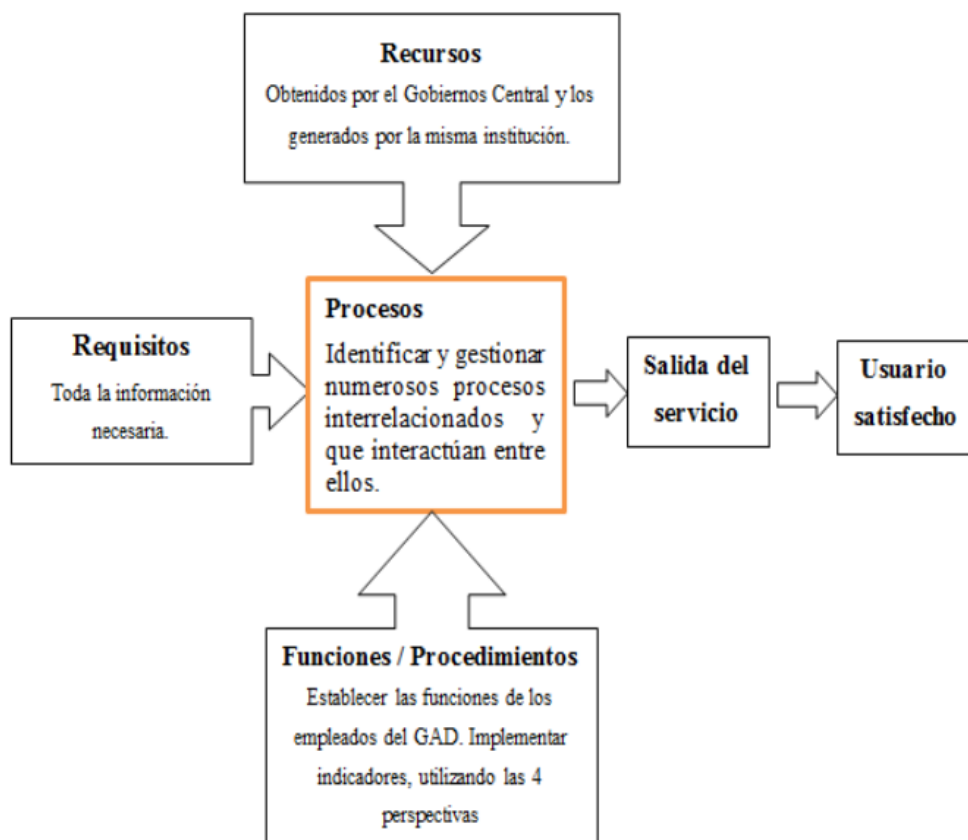 Recursos
Obtenidos por el Gobiernos Central y los
generados por la misma institución.
Requisitos
Toda la información
necesaria.
Procesos
Identificar y gestionar
numerosos procesos
interrelacionados y
que interactúan entre
ellos.
Salida del
servicio
Usuario
satisfecho
Funciones / Procedimientos
Establecer las funciones de los
empleados del GAD. Implementar
indicadores, utilizando las 4
perspectivas